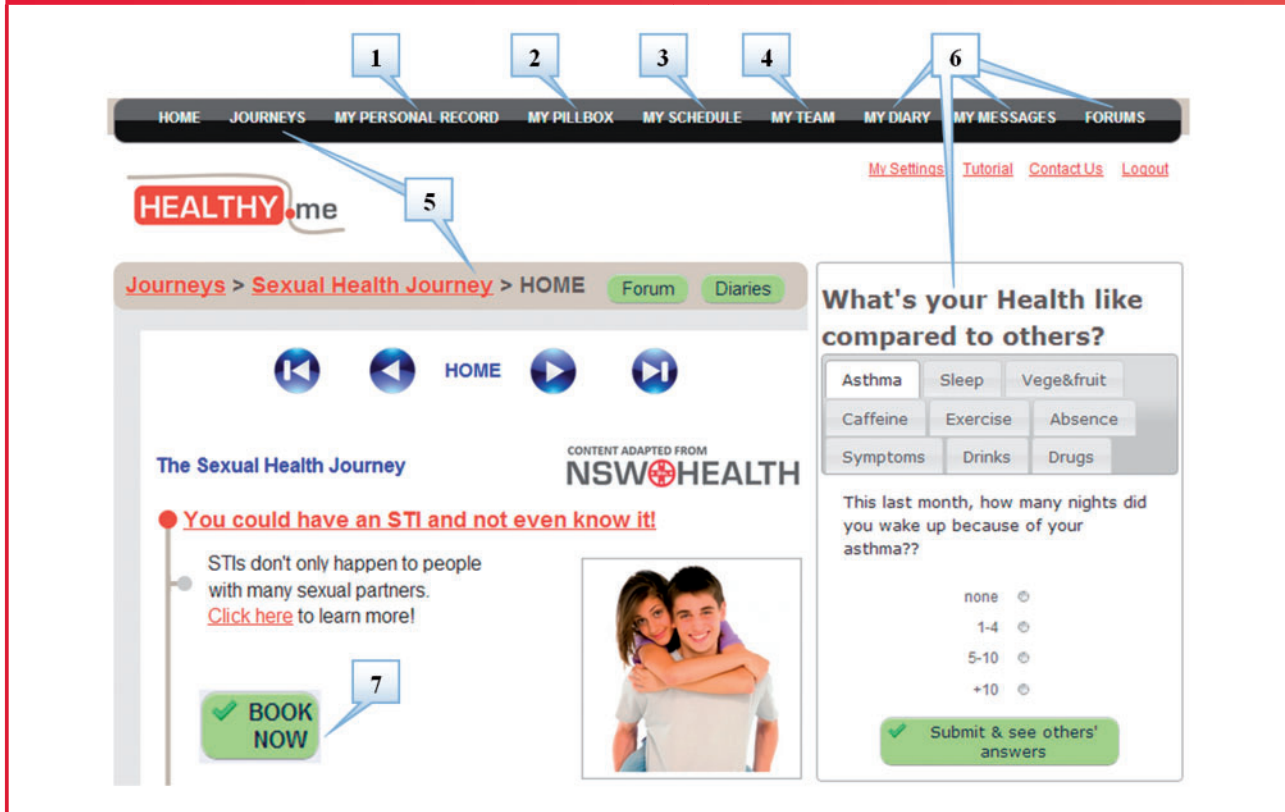 1
2
3
4
6
HOME JOURNEYS MY PERSONAL RECORD MY PILLBOX MY SCHEDULE MY TEAM MY DIARY MY MESSAGES FORUMS
My Settings Tutorial Contact Us Logout
HEALTHY.me
5
Journeys > Sexual Health Journey > HOME Forum Diaries
HOME
The Sexual Health Journey
CONTENT ADAPTED FROM
NSW HEALTH
You could have an STI and not even know it!
STIs don't only happen to people
with many sexual partners.
Click here to learn more!
7
BOOK
NOW
What's your Health like
compared to others?
Asthma Sleep Vege&fruit
Caffeine Exercise Absence
Symptoms Drinks Drugs
This last month, how many nights did
you wake up because of your
asthma??
none
1-4
5-10
+10
Submit & see others'
answers